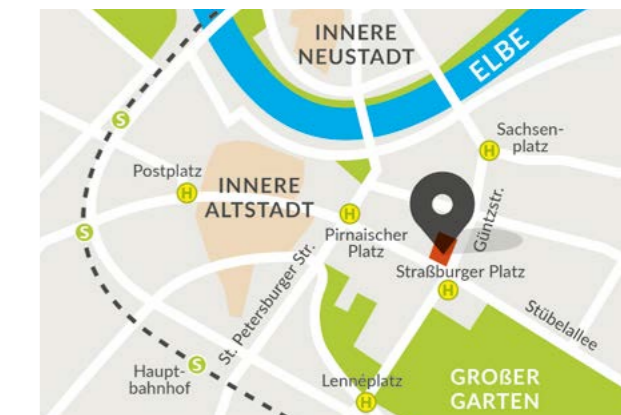 INNERE
NEUSTADT
ELBE
S
Sachsen-
platz
H
Postplatz
H
INNERE
ALTSTADT
H
Pirnaischer
Platz
Güntzstr.
S
St. Petersburger Str.
Straßburger Platz
H
Stübelallee
Haupt-
bahnhof
S
Lennéplatz
H
GROẞER
GARTEN